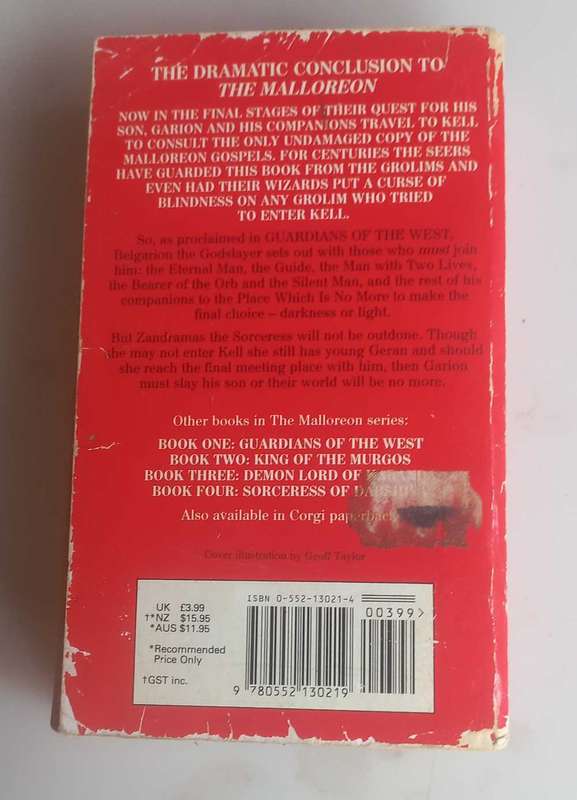 THE DRAMATIC CONCLUSION TO
THE MALLOREON
NOW IN THE FINAL STAGES OF THEIR QUEST FOR HIS
SON, GARION AND HIS COMPANIONS TRAVEL TO KELL
TO CONSULT THE ONLY UNDAMAGED COPY OF THE
MALLOREON GOSPELS. FOR CENTURIES THE SEERS
HAVE GUARDED THIS BOOK FROM THE GROLIMS AND
EVEN HAD THEIR WIZARDS PUT A CURSE OF
BLINDNESS ON ANY GROLIM WHO TRIED
TO ENTER KELL.
So, as proclaimed in GUARDIANS OF THE WEST,
Belgarion the Godslayer sets out with those who must join
him: the Eternal Man, the Guide, the Man with Two Lives,
the Bearer of the Orb and the Silent Man, and the rest of his
companions to the Place Which Is No More to make the
final choice – darkness or light.
But Zandramas the Sorceress will not be outdone. Though
she may not enter Kell she still has young Geran and should
she reach the final meeting place with him, then Garion
must slay his son or their world will be no more.
Other books in The Malloreon series:
BOOK ONE: GUARDIANS OF THE WEST
BOOK TWO: KING OF THE MURGOS
BOOK THREE: DEMON LORD OF
BOOK FOUR: SORCERESS OF
Also available in Corgi paperback
Cover illustration by Geoff Taylor
ISBN 0-552-13021-4
00399>
UK £3.99
†*NZ $15.95
*AUS $11.95
*Recommended
Price Only
†GST inc.
9 780552 130219